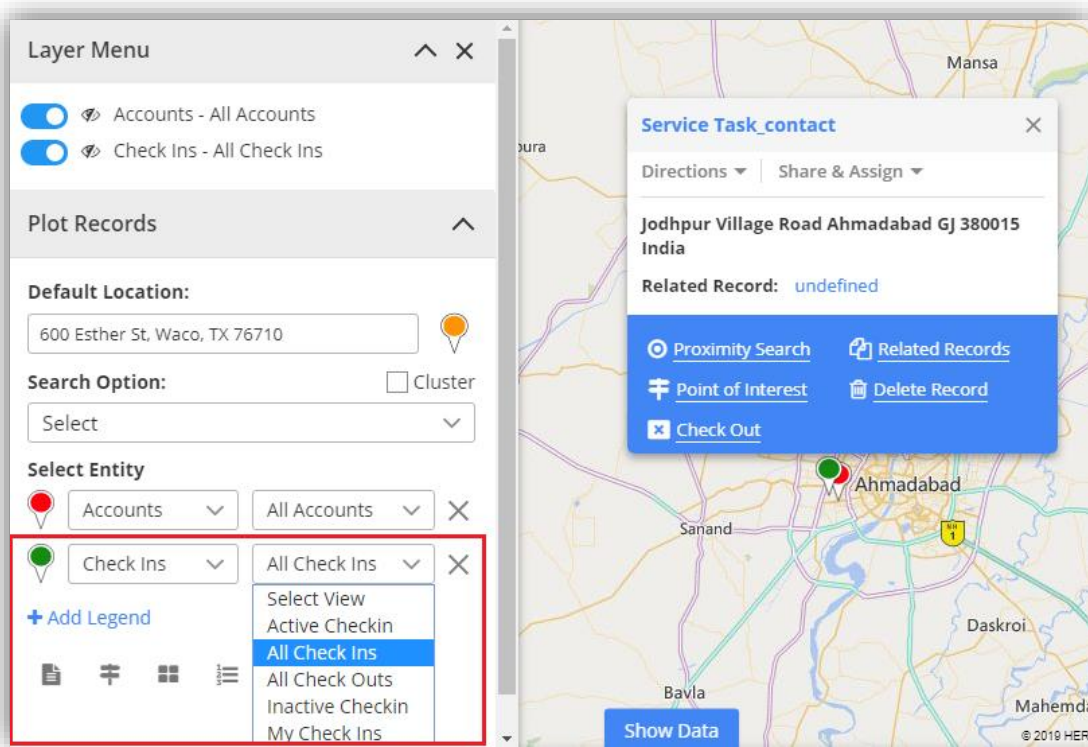 Layer Menu
Accounts - All Accounts
Check Ins - All Check Ins
Plot Records
Default Location:
600 Esther St, Waco, TX 76710
Search Option:
Cluster
Select
Select Entity
Accounts
All Accounts
Check Ins
All Check Ins
+ Add Legend
Select View
Active Checkin
All Check Ins
All Check Outs
Inactive Checkin
My Check Ins
Service Task_contact
Directions
Share & Assign
Jodhpur Village Road Ahmadabad GJ 380015
India
Related Record: undefined
Proximity Search
Related Records
Point of Interest
Delete Record
Check Out
Mansa
pura
Ahmadabad
Sanand
NH
1
Daskroi
Bavla
Mahemda
Show Data
© 2019 HER